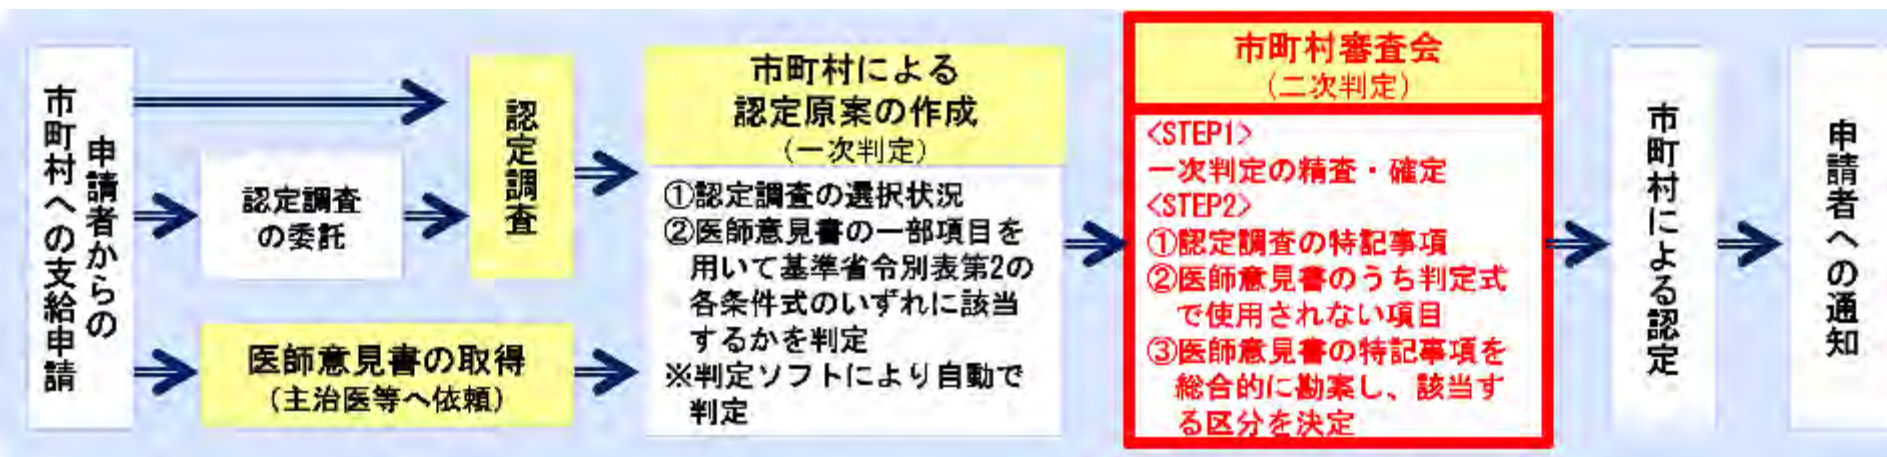 申請者からの
市町村への支給申請
認定調査
の委託
認定調査
医師意見書の取得
(主治医等へ依頼)
市町村による
認定原案の作成
(一次判定)
①認定調査の選択状況
②医師意見書の一部項目を
用いて基準省令別表第2の
各条件式のいずれに該当
するかを判定
※判定ソフトにより自動で
判定
市町村審査会
(二次判定)
<STEP1>
一次判定の精査・確定
<STEP2>
①認定調査の特記事項
②医師意見書のうち判定式
で使用されない項目
③医師意見書の特記事項を
総合的に勘案し、該当す
る区分を決定
市町村による認定
申請者への通知